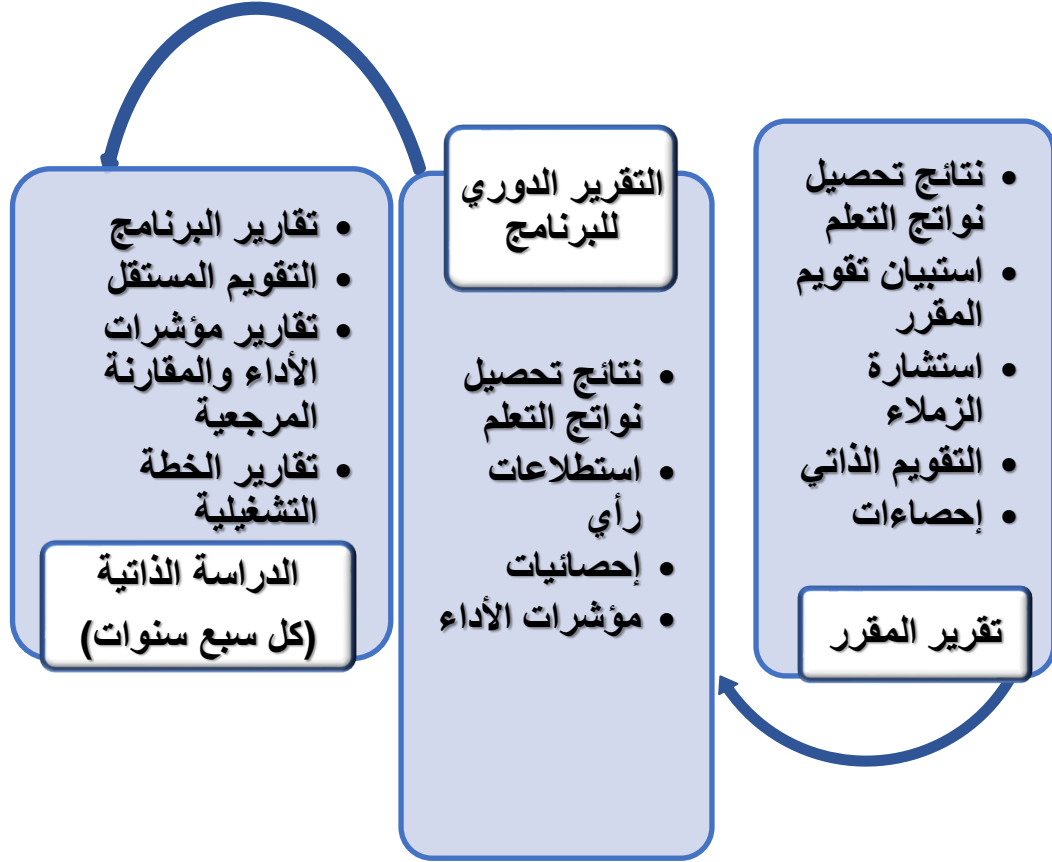 • نتائج تحصيل
نواتج التعلم
• استبيان تقويم
المقرر
• استشارة
الزملاء
• التقويم الذاتي
• إحصاءات
تقرير المقرر
التقرير الدوري
للبرنامج
• نتائج تحصيل
نواتج التعلم
• استطلاعات
رأي
• إحصائيات
• مؤشرات الأداء
• تقارير البرنامج
• التقويم المستقل
• تقارير مؤشرات
الأداء والمقارنة
المرجعية
• تقارير الخطة
التشغيلية
الدراسة الذاتية
(كل سبع سنوات)